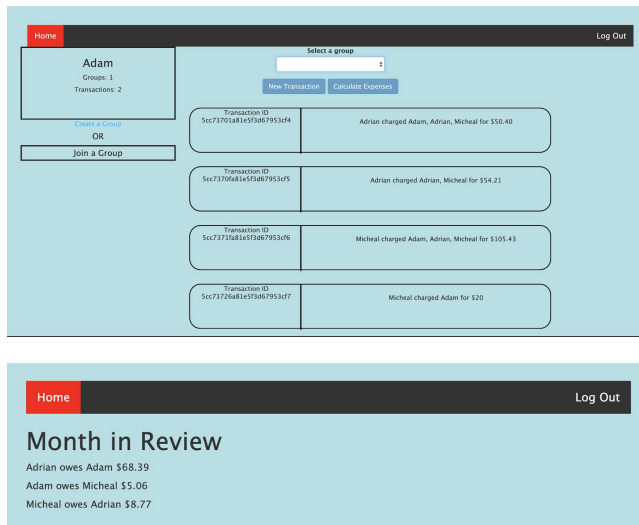 Home
Log Out
Adam
Groups: 1
Transactions: 2
Create a Group
OR
Join a Group
Select a group
New Transaction
Calculate Expenses
Transaction ID
5cc73701a81e5f3d67953cf4
Adrian charged Adam, Adrian, Micheal for $50.40
Transaction ID
5cc7370fa81e5f3d67953cf5
Adrian charged Adrian, Micheal for $54.21
Transaction ID
5cc7371fa81e5f3d67953cf6
Micheal charged Adam, Adrian, Micheal for $105.43
Transaction ID
5cc73726a81e5f3d67953cf7
Micheal charged Adam for $20
Home
Log Out
Month in Review
Adrian owes Adam $68.39
Adam owes Micheal $5.06
Micheal owes Adrian $8.77